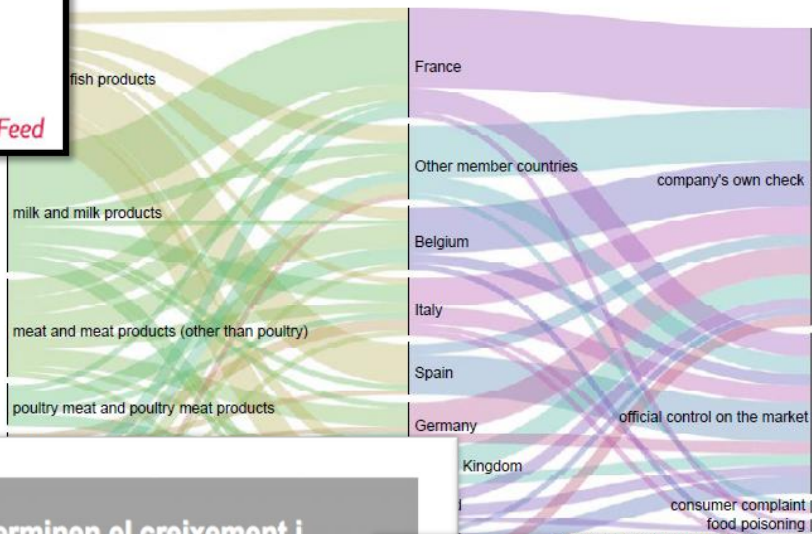 fish products
Feed
milk and milk products
meat and meat products (other than poultry)
poultry meat and poultry meat products
France
Other member countries
Belgium
Italy
Spain
Germany
Kingdom
company's own check
official control on the market
consumer complaint
food poisoning